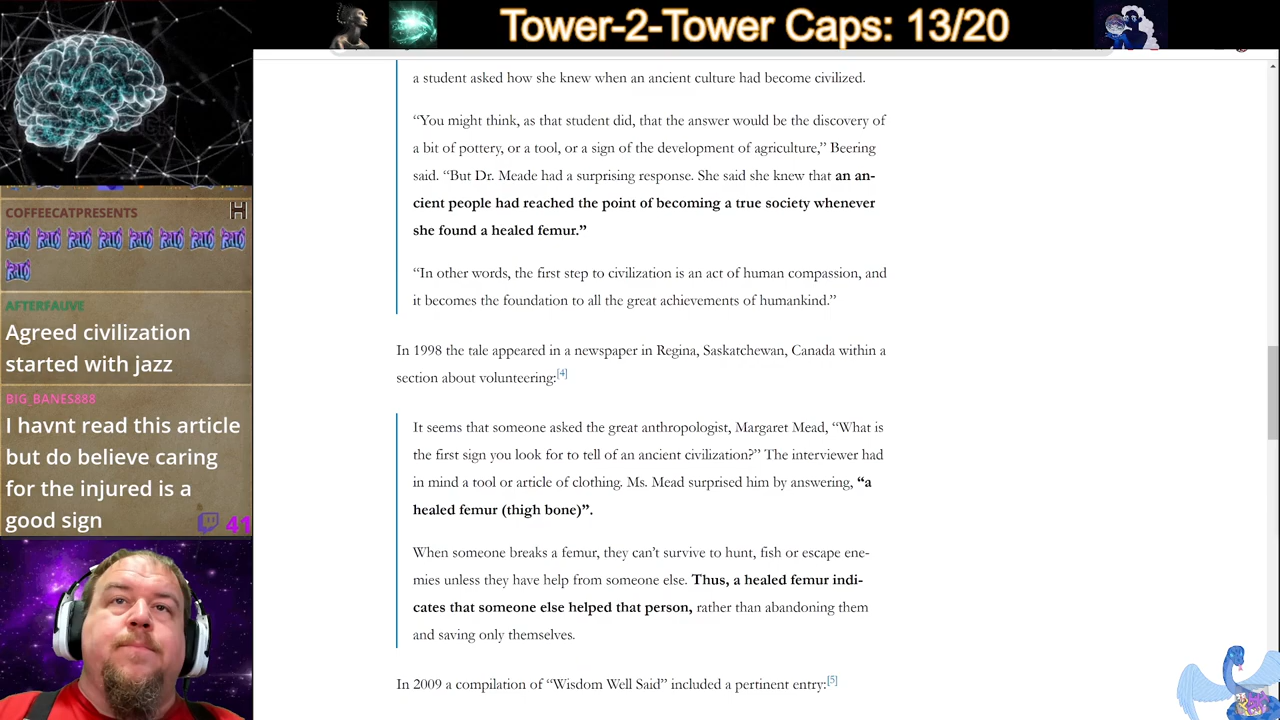 Tower-2-Tower Caps: 13/20
COFFEECATPRESENTS
H
AFTERFAUVE
Agreed civilization
started with jazz
BIG_BANES888
I havnt read this article
but do believe caring
for the injured is a
good sign
41
a student asked how she knew when an ancient culture had become civilized.
“You might think, as that student did, that the answer would be the discovery of
a bit of pottery, or a tool, or a sign of the development of agriculture,” Beering
said. “But Dr. Meade had a surprising response. She said she knew that an an-
cient people had reached the point of becoming a true society whenever
she found a healed femur.”
“In other words, the first step to civilization is an act of human compassion, and
it becomes the foundation to all the great achievements of humankind.”
In 1998 the tale appeared in a newspaper in Regina, Saskatchewan, Canada within a
section about volunteering:[4]
It seems that someone asked the great anthropologist, Margaret Mead, “What is
the first sign you look for to tell of an ancient civilization?” The interviewer had
in mind a tool or article of clothing. Ms. Mead surprised him by answering, “a
healed femur (thigh bone)”.
When someone breaks a femur, they can’t survive to hunt, fish or escape ene-
mies unless they have help from someone else. Thus, a healed femur indi-
cates that someone else helped that person, rather than abandoning them
and saving only themselves.
In 2009 a compilation of “Wisdom Well Said” included a pertinent entry:[5]